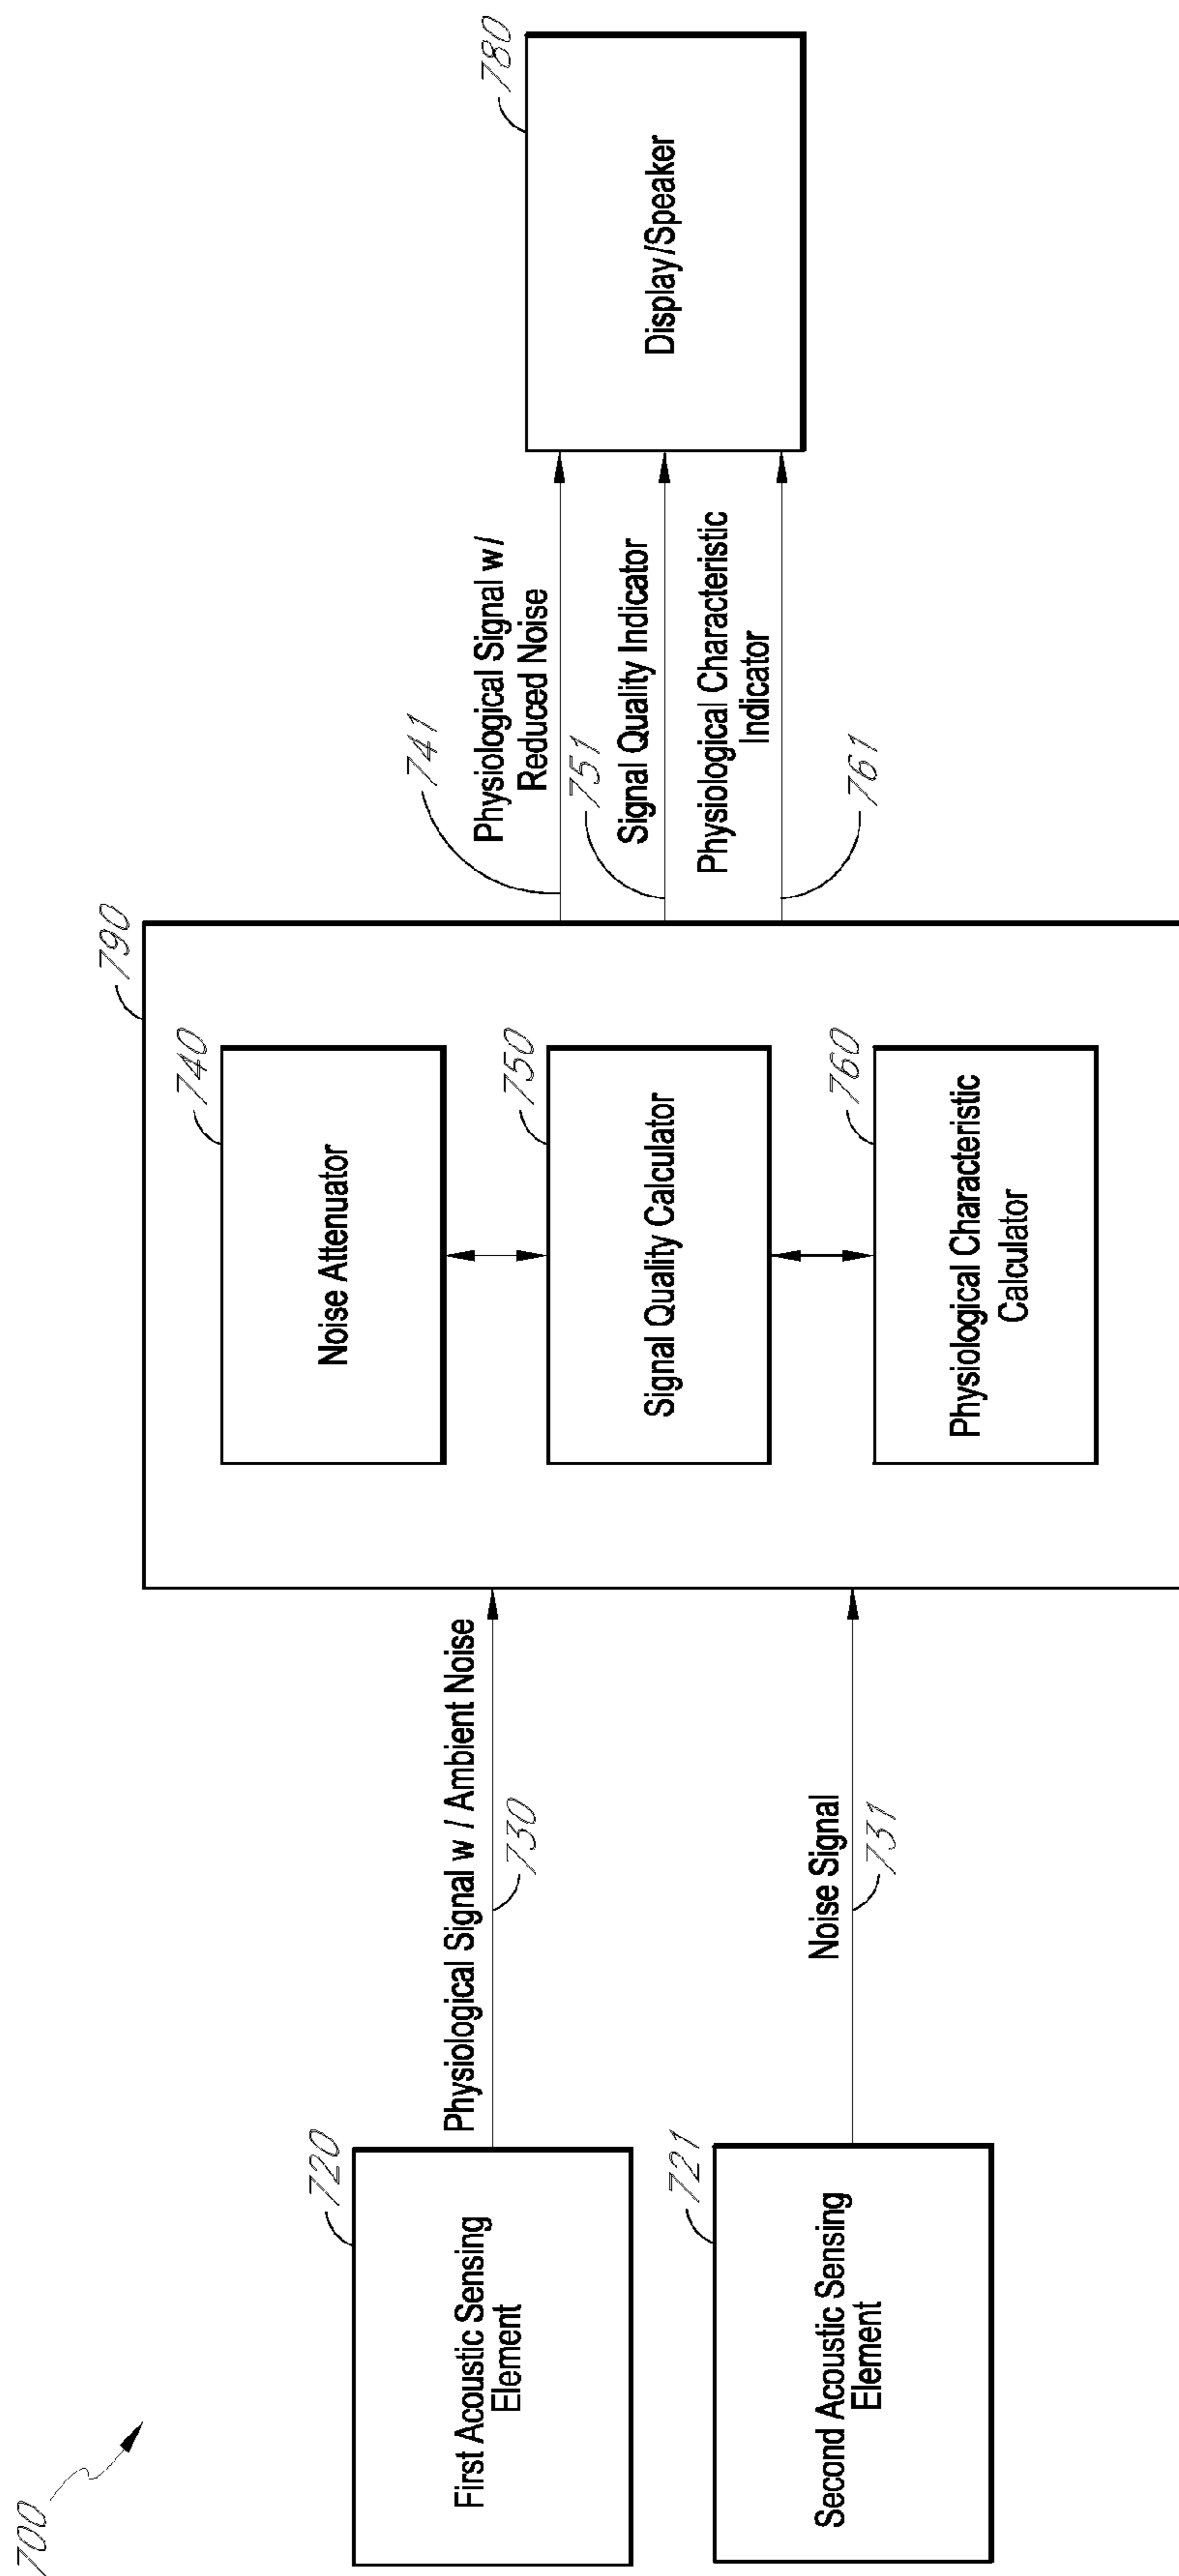 700
720
First Acoustic Sensing
Element
721
Second Acoustic Sensing
Element
Physiological Signal w / Ambient Noise
730
Noise Signal
731
790
740
Noise Attenuator
750
Signal Quality Calculator
760
Physiological Characteristic
Calculator
741
Physiological Signal w /
Reduced Noise
751
Signal Quality Indicator
Physiological Characteristic
Indicator
761
780
Display/Speaker